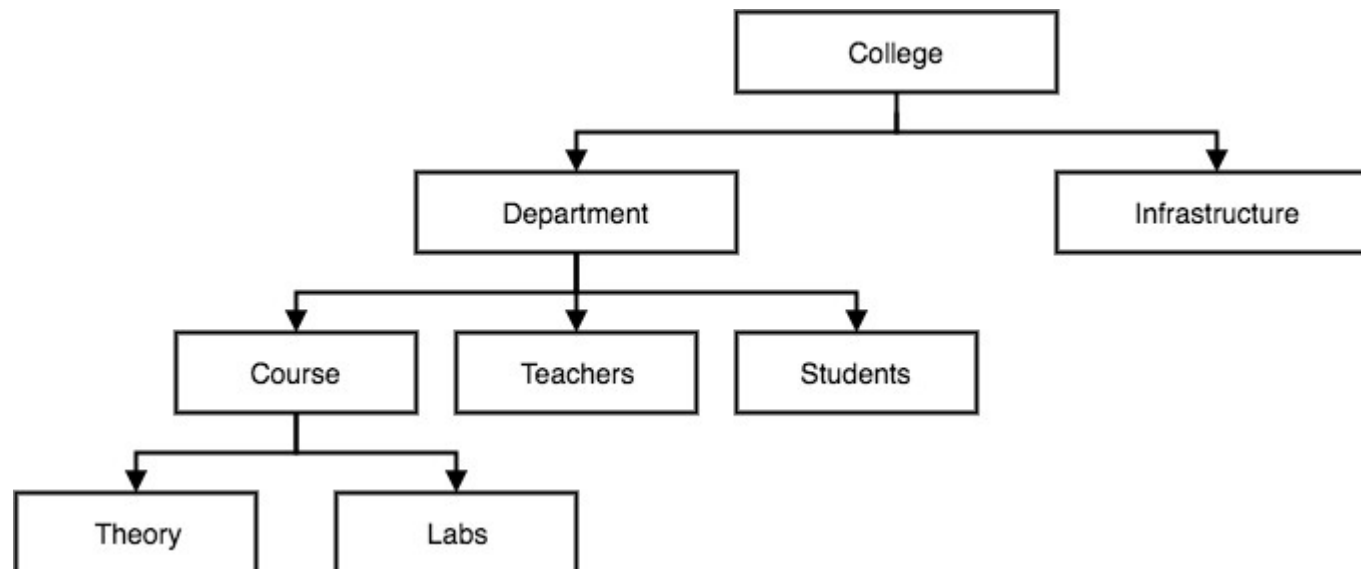 College
Department
Infrastructure
Course
Teachers
Students
Theory
Labs